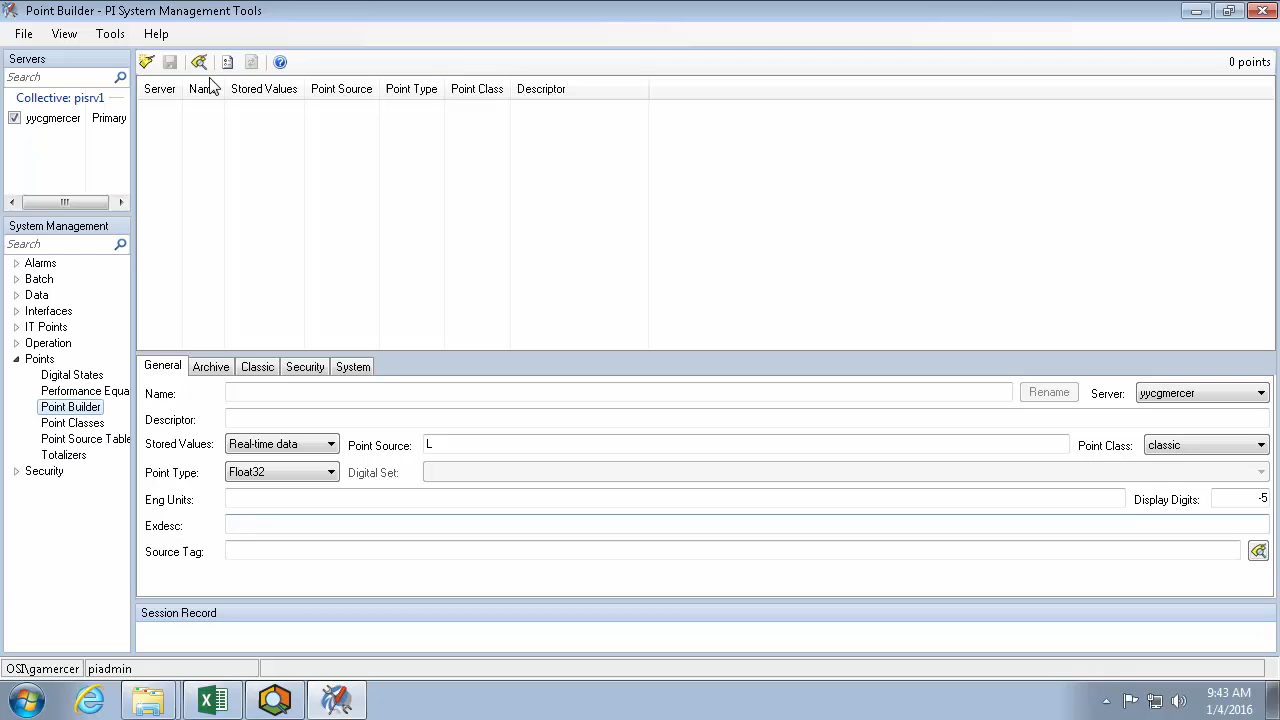 Point Builder - PI System Management Tools
File View Tools Help
Servers
Search
Collective: pisrv1
yycgmercer Primary
System Management
Search
Alarms
Batch
Data
Interfaces
IT Points
Operation
Points
Digital States
Performance Equa
Point Builder
Point Classes
Point Source Table
Totalizers
Security
0 points
Server Name Stored Values Point Source Point Type Point Class Descriptor
General Archive Classic Security System
Name: Rename Server: yycgmercer
Descriptor:
Stored Values: Real-time data Point Source: L Point Class: classic
Point Type: Float32 Digital Set:
Eng Units: Display Digits: -5
Exdesc:
Source Tag:
Session Record
OSI\gamercer piadmin
9:43 AM
1/4/2016